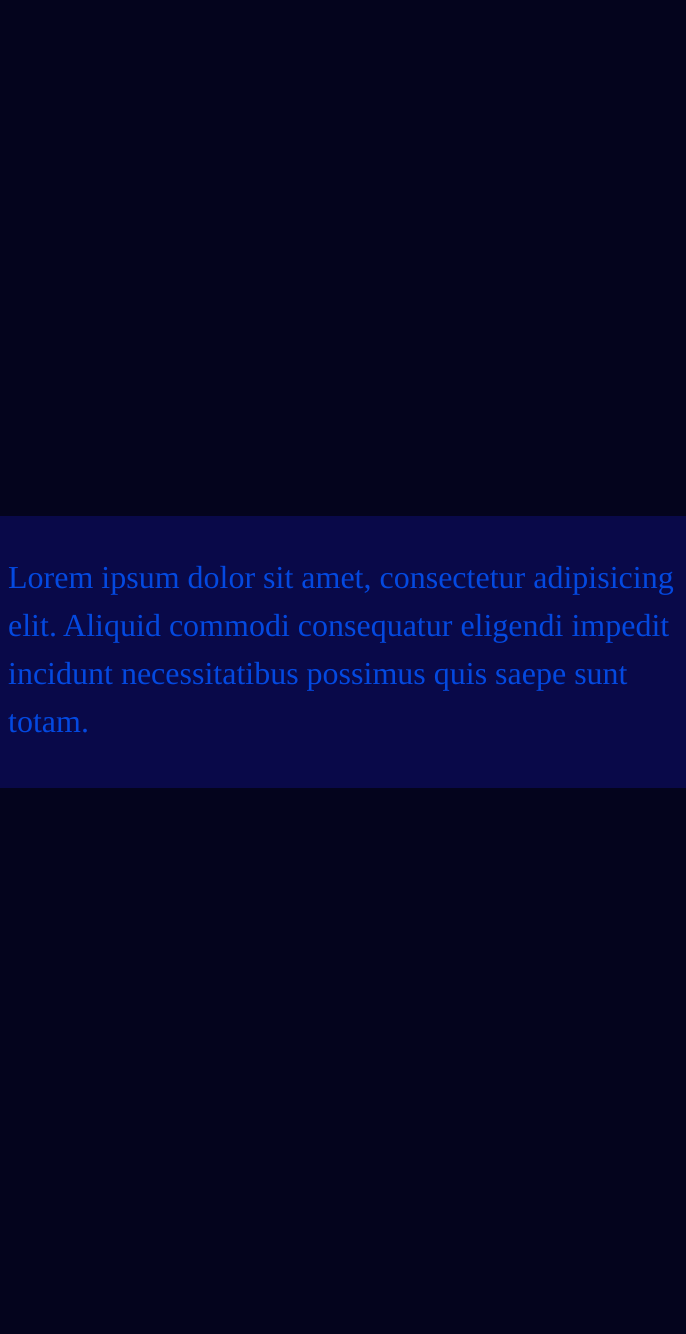 Lorem ipsum dolor sit amet, consectetur adipisicing
elit. Aliquid commodi consequatur eligendi impedit
incidunt necessitatibus possimus quis saepe sunt
totam.